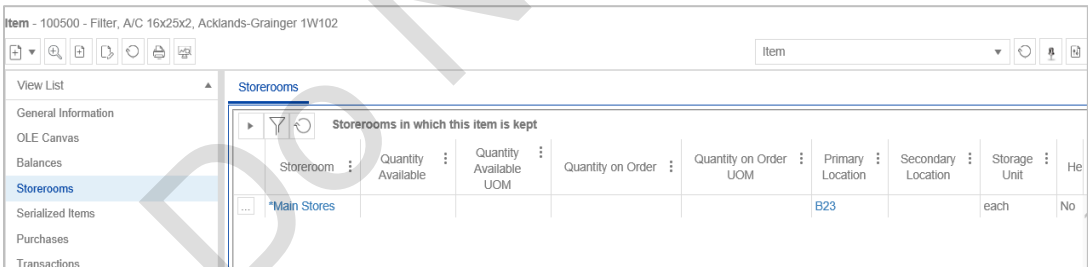 Item - 100500 - Filter, A/C 16x25x2, Acklands-Grainger 1W102
Item
View List
General Information
OLE Canvas
Balances
Storerooms
Serialized Items
Purchases
Transactions
Storerooms
Storerooms in which this item is kept
Storeroom
Quantity Available
Quantity Available UOM
Quantity on Order
Quantity on Order UOM
Primary Location
Secondary Location
Storage Unit
He
... *Main Stores B23 each No